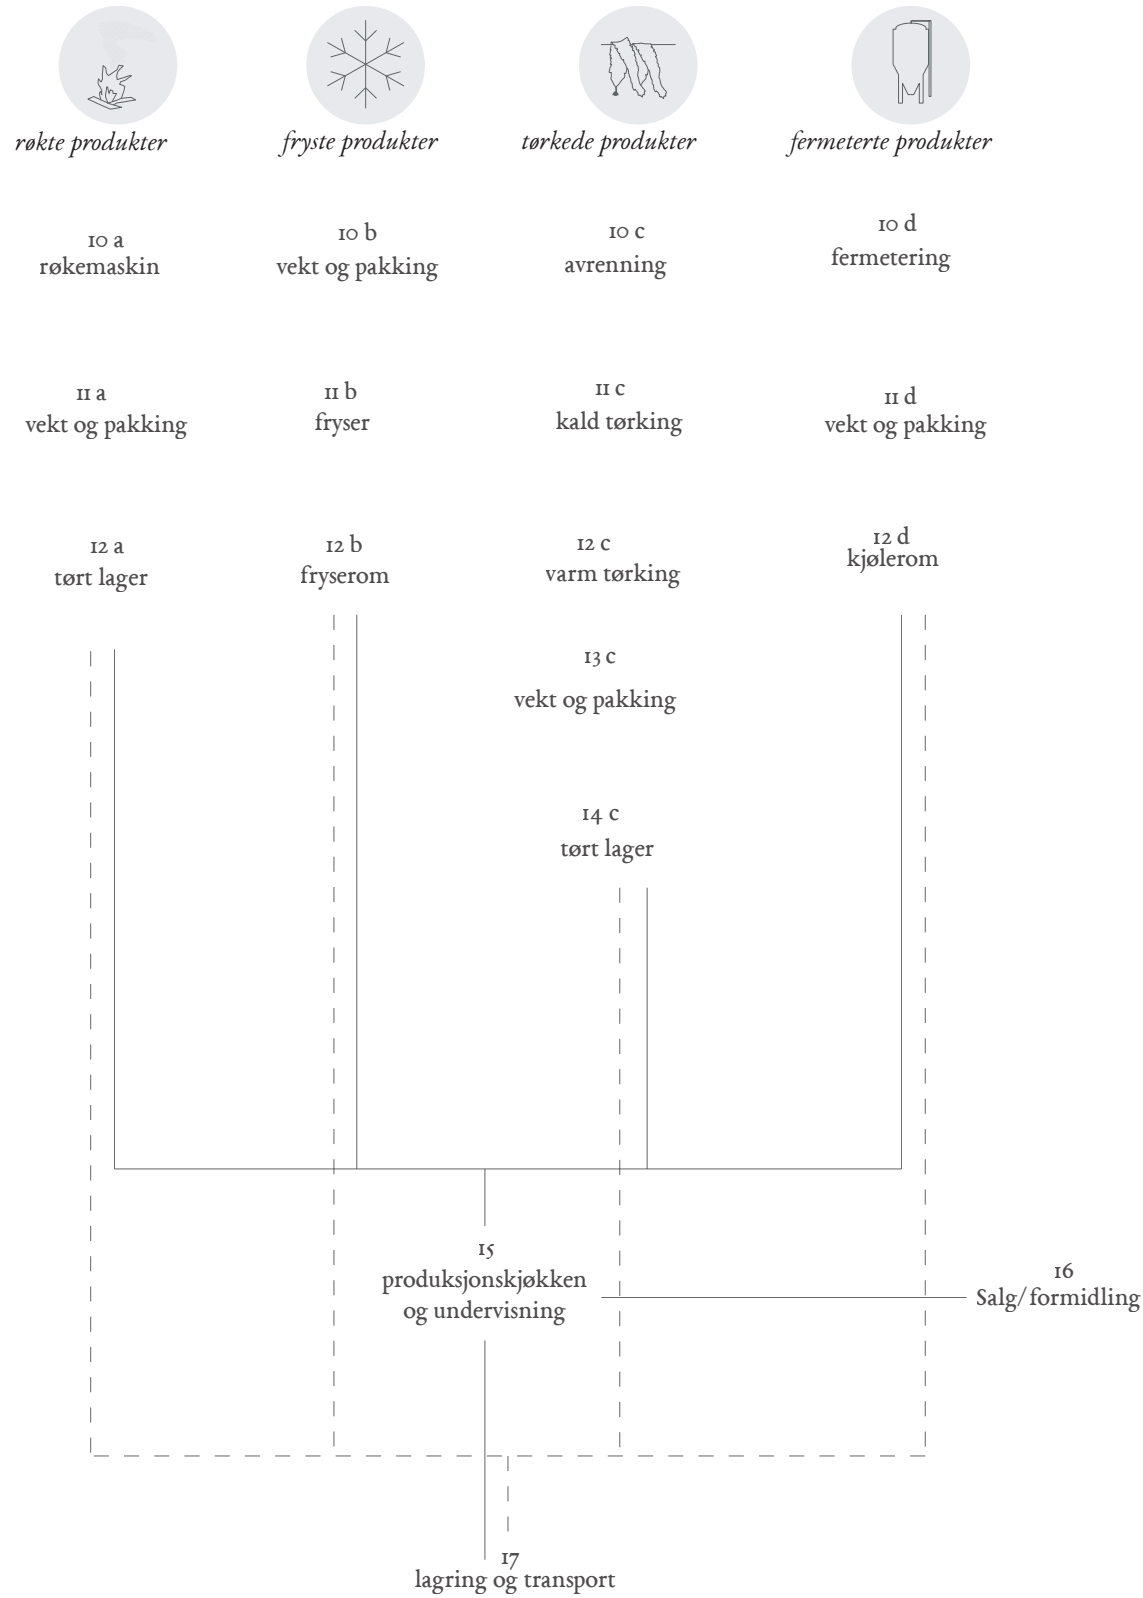 røkte produkter
fryste produkter
tørkede produkter
fermeterte produkter
10 a
røkemaskin
10 b
vekt og pakking
10 c
avrenning
10 d
fermetering
11 a
vekt og pakking
11 b
fryser
11 c
kald tørking
11 d
vekt og pakking
12 a
tørt lager
12 b
fryserom
12 c
varm tørking
12 d
kjølerom
13 c
vekt og pakking
14 c
tørt lager
15
produksjonskjøkken
og undervisning
16
Salg/formidling
17
lagring og transport